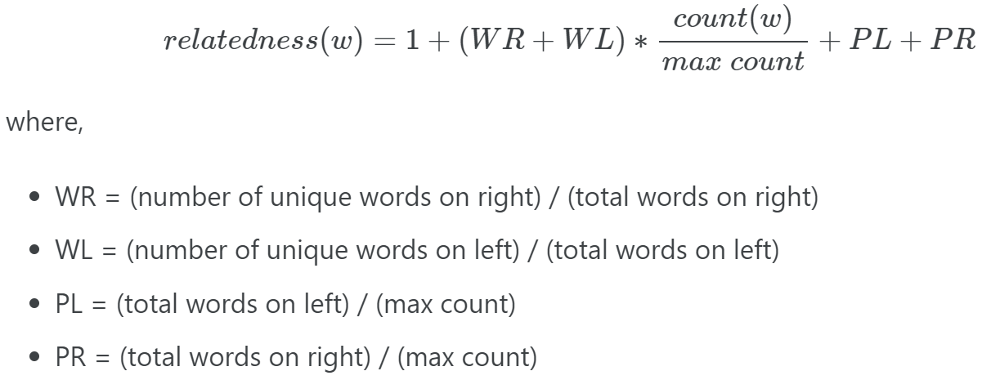 relatedness(w) = 1 + (WR + WL) * count(w) / max count + PL + PR
where,
• WR = (number of unique words on right) / (total words on right)
• WL = (number of unique words on left) / (total words on left)
• PL = (total words on left) / (max count)
• PR = (total words on right) / (max count)